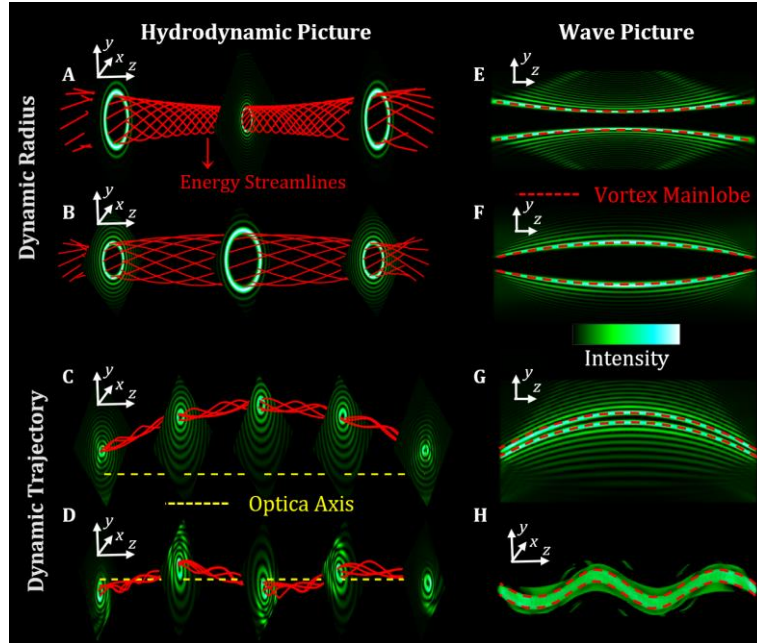 Hydrodynamic Picture
Wave Picture
Dynamic Radius
A
y
x
z
E
y
z
Energy Streamlines
Vortex Mainlobe
B
y
x
z
F
y
z
Intensity
Dynamic Trajectory
C
y
x
z
G
y
z
Optica Axis
D
y
x
z
H
y
x
z